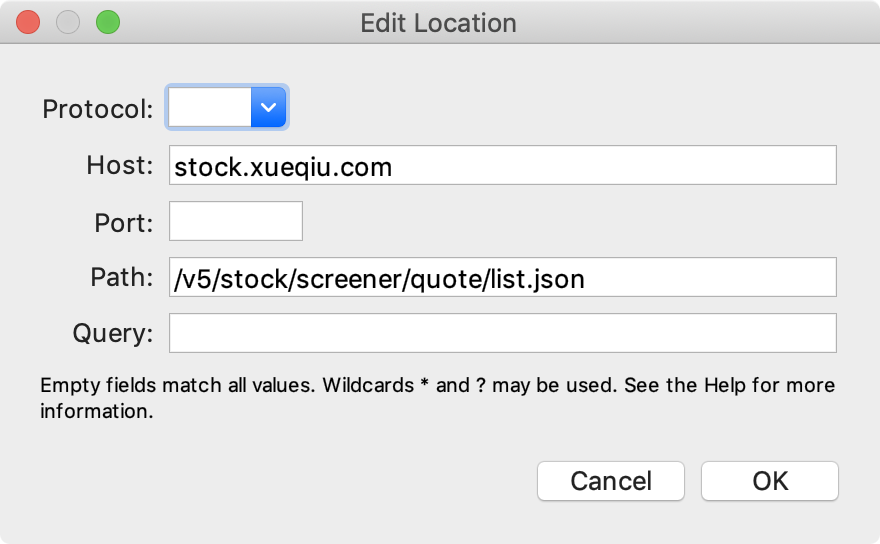 Edit Location
Protocol:
Host: stock.xueqiu.com
Port:
Path: /v5/stock/screener/quote/list.json
Query:
Empty fields match all values. Wildcards * and ? may be used. See the Help for more
information.
Cancel OK